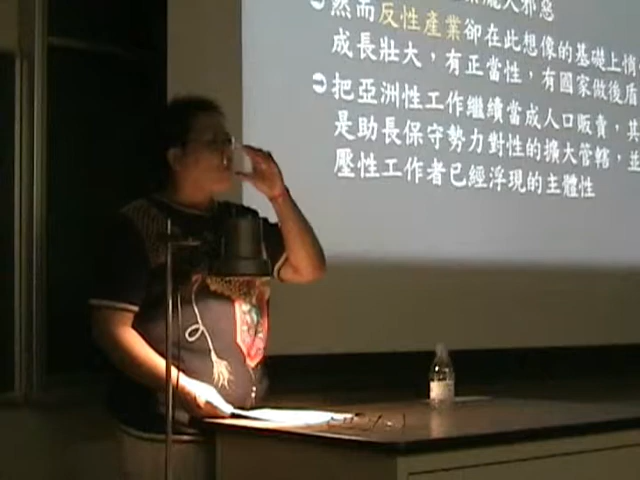 邪惡
然而反性產業卻在此想像的基礎上悄
成長壯大，有正當性，有國家做後盾
把亞洲性工作繼續當成人口販賣，其
是助長保守勢力對性的擴大管轄，並
壓性工作者已經浮現的主體性